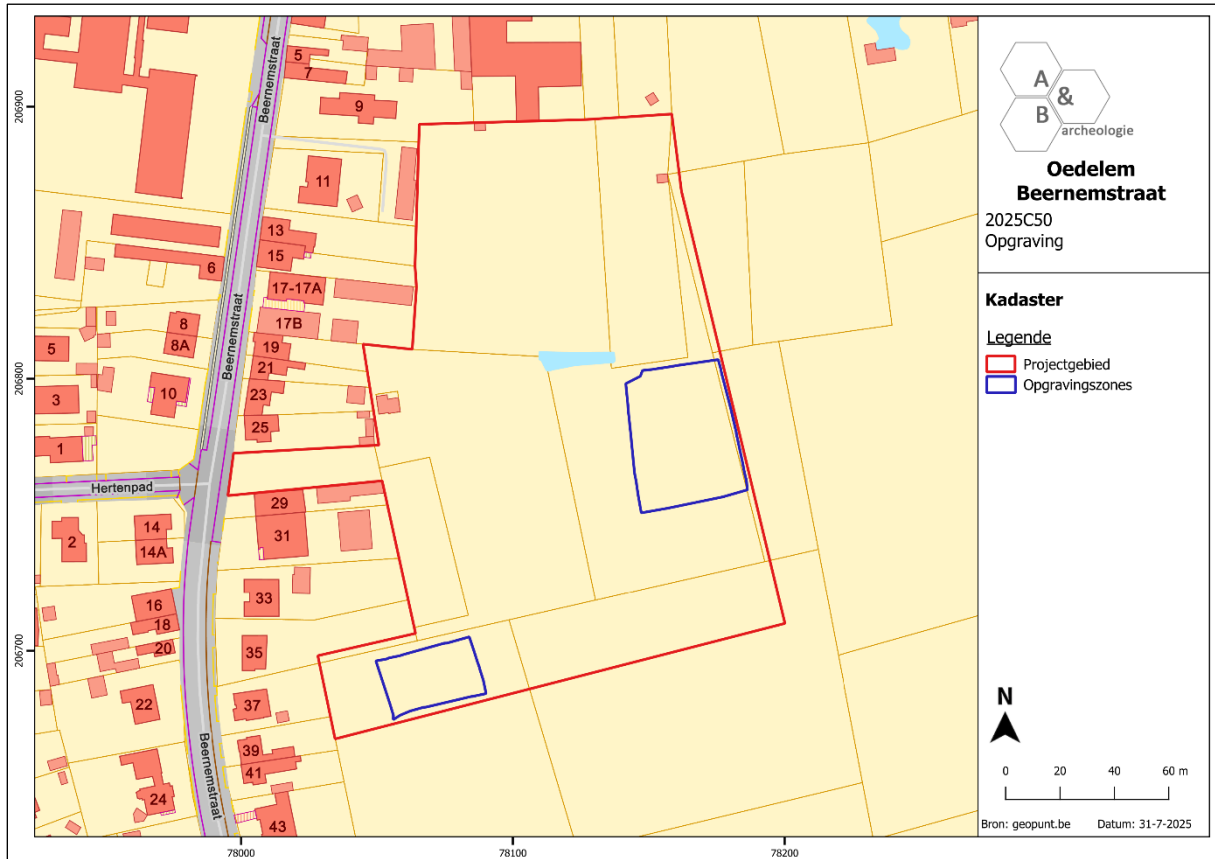 206900
206800
206700
78000
78100
78200
Beernemstraat
Beernemstraat
Beernemstraat
Hertenpad
5
7
9
11
13
15
6
17-17A
17B
8
8A
19
21
5
10
23
3
25
1
29
31
14
14A
2
33
16
18
20
35
22
37
39
41
24
43
A
&
B
archeologie
Oedelem
Beernemstraat
2025C50
Opgraving
Kadaster
Legende
Projectgebied
Opgravingszones
N
0 20 40 60 m
Bron: geopunt.be Datum: 31-7-2025